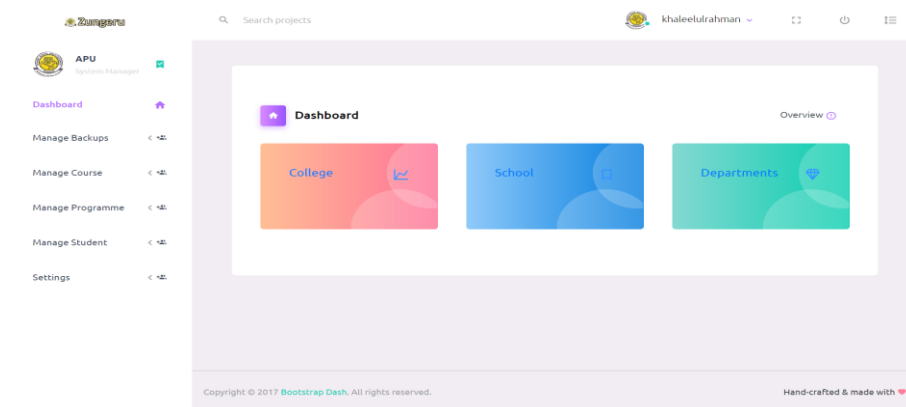 Zungeru
Search projects
khaleelulrahman
APU
System Manager
Dashboard
Manage Backups
Manage Course
Manage Programme
Manage Student
Settings
Dashboard
Overview
College
School
Departments
Copyright © 2017 Bootstrap Dash. All rights reserved.
Hand-crafted & made with